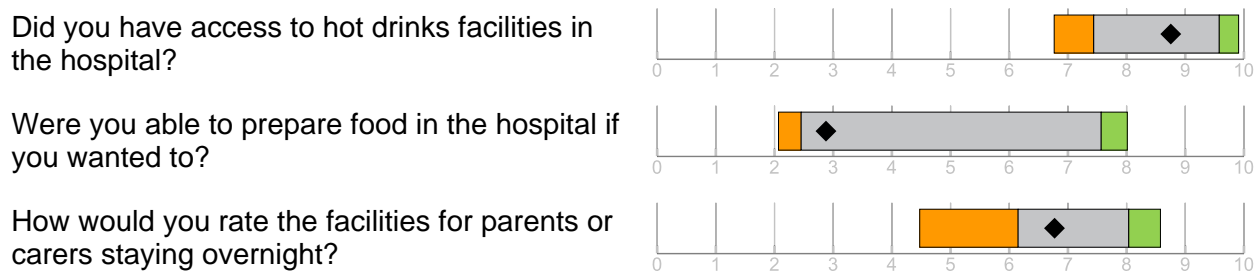 Did you have access to hot drinks facilities in
the hospital?
0 1 2 3 4 5 6 7 8 9 10
Were you able to prepare food in the hospital if
you wanted to?
0 1 2 3 4 5 6 7 8 9 10
How would you rate the facilities for parents or
carers staying overnight?
0 1 2 3 4 5 6 7 8 9 10